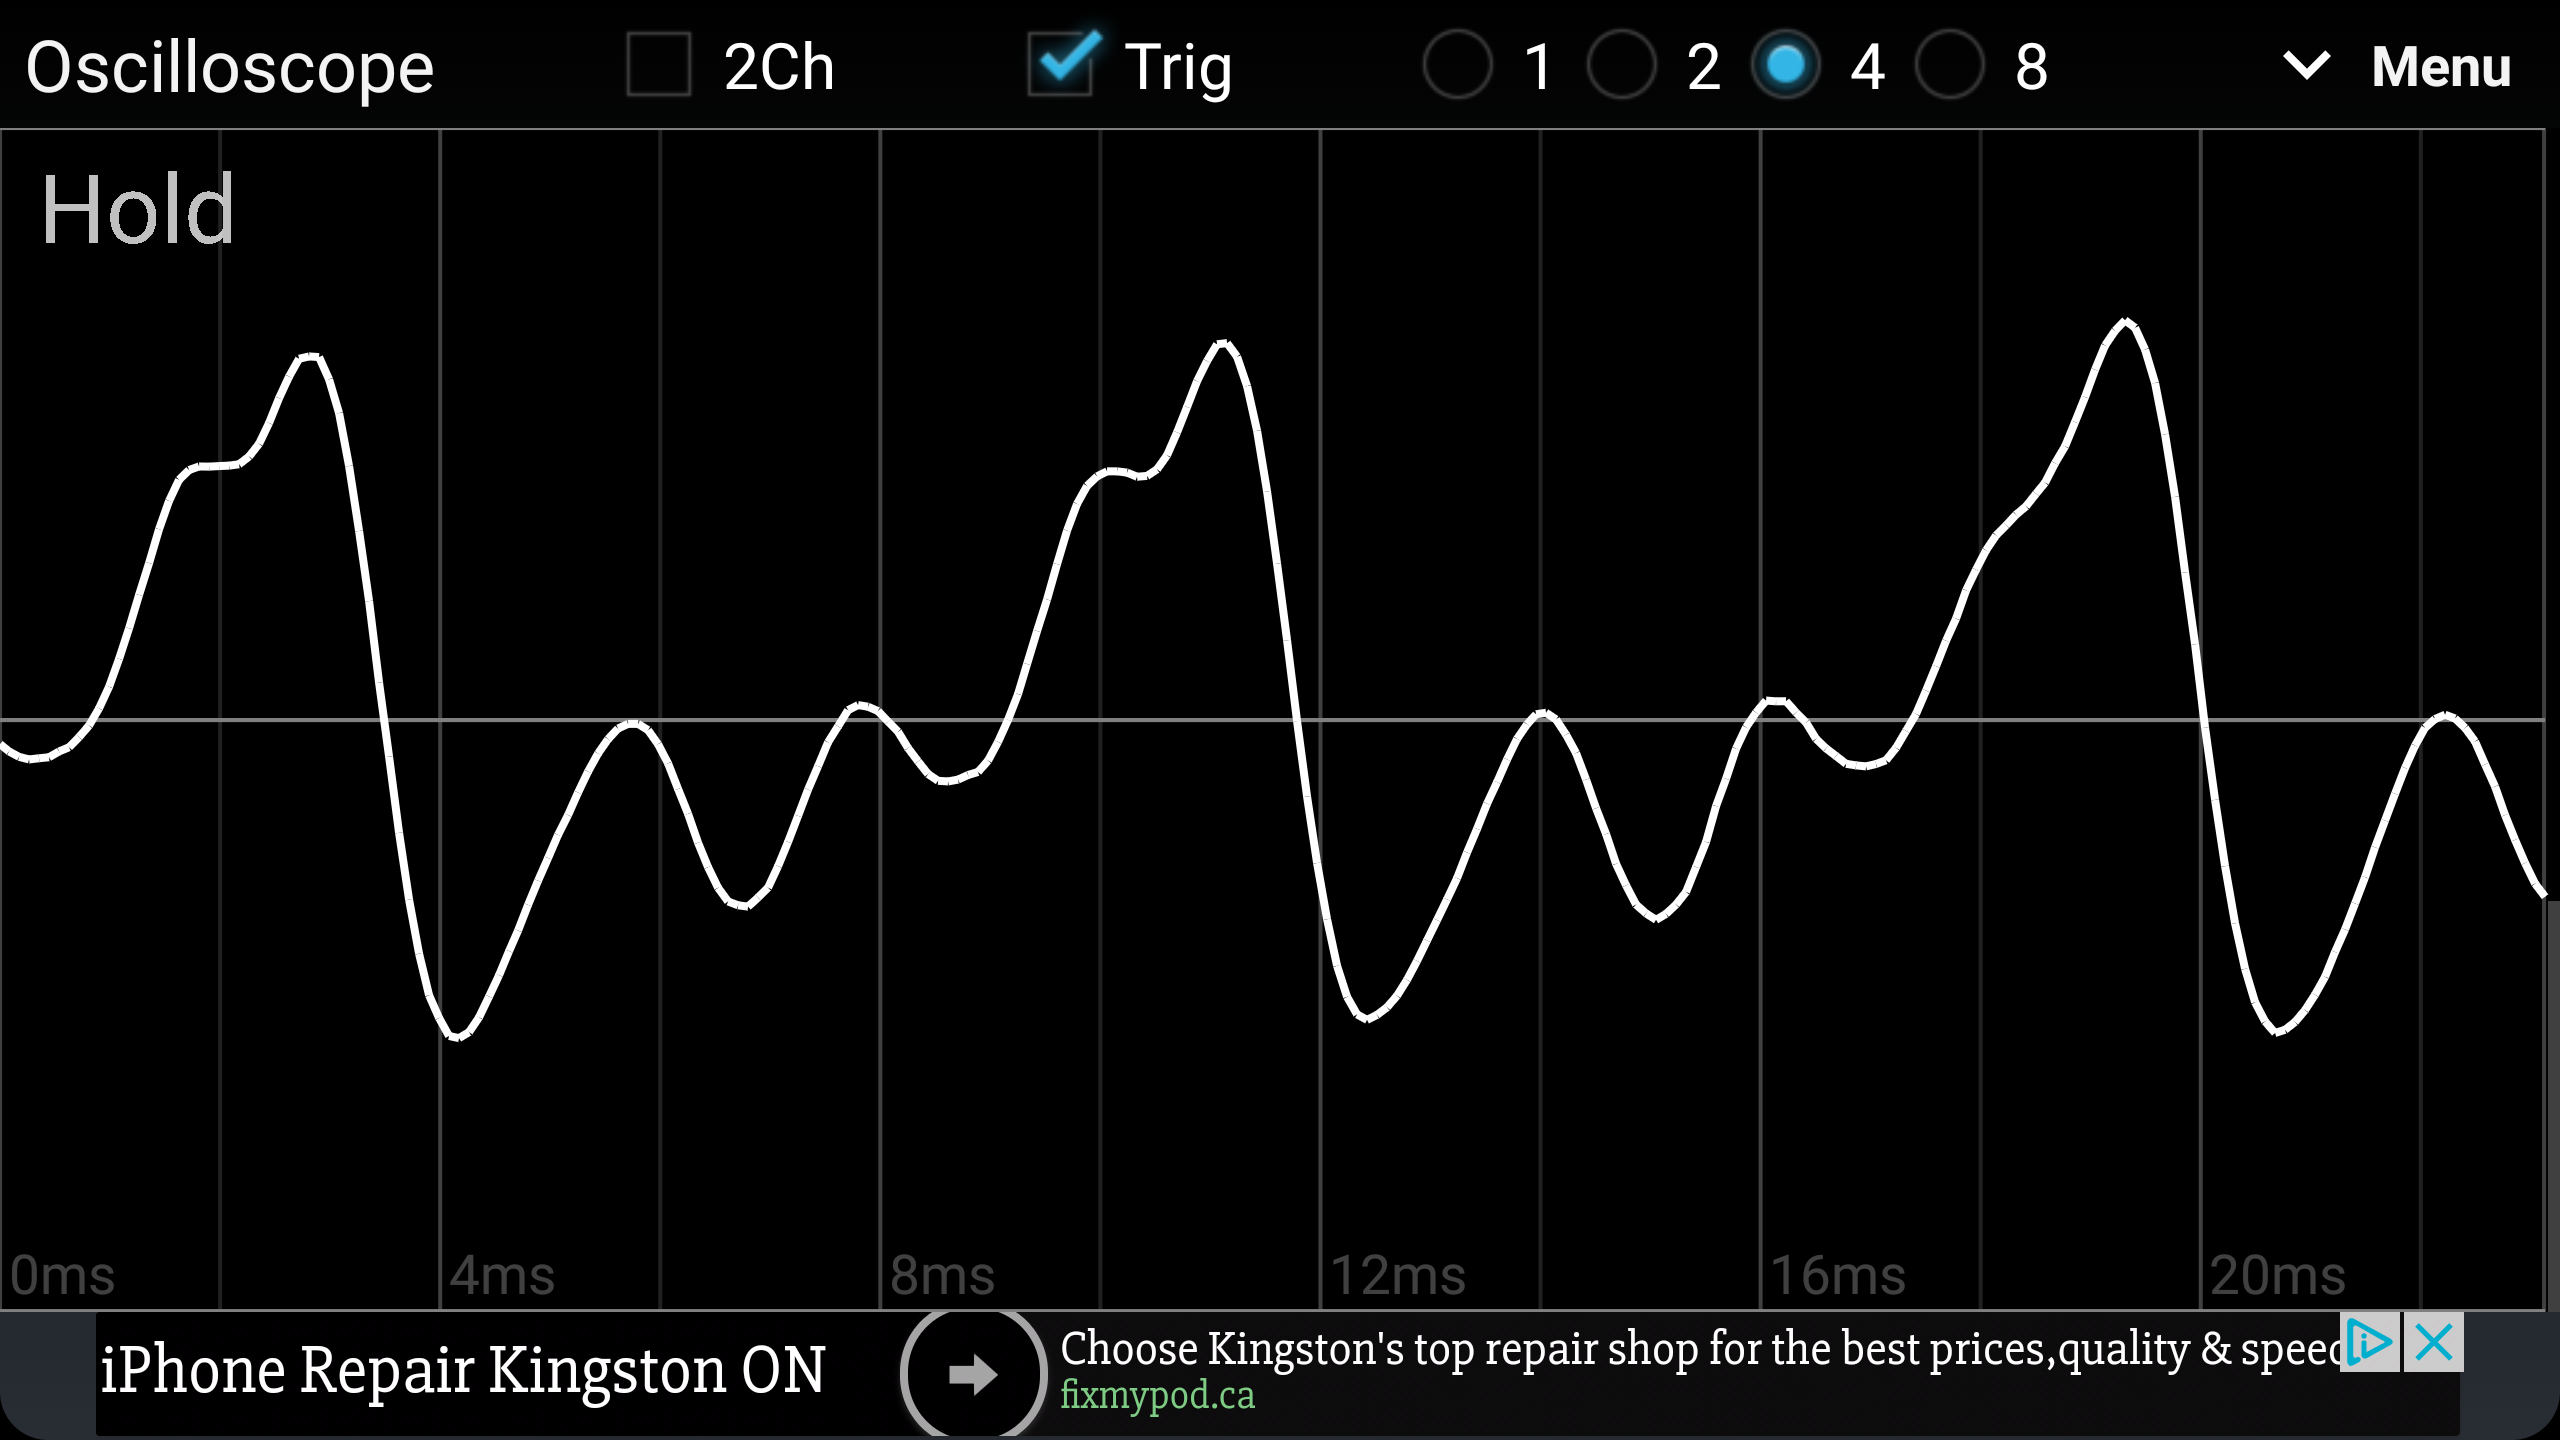 Oscilloscope 2Ch Trig 1 2 4 8 Menu
Hold
0ms 4ms 8ms 12ms 16ms 20ms
iPhone Repair Kingston ON
Choose Kingston's top repair shop for the best prices,quality & speed
fixmypod.ca